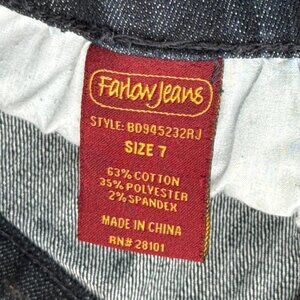 Farlow Jeans
STYLE: BD945232RJ
SIZE 7
63% COTTON
35% POLYESTER
2% SPANDEX
MADE IN CHINA
RN# 28101